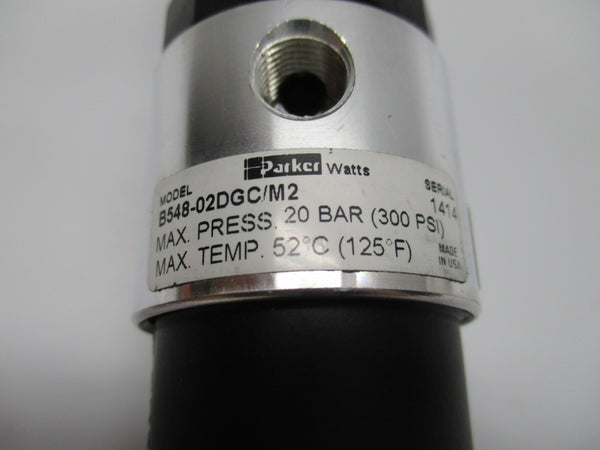 Parker Watts
MODEL SERIAL
B548-02DGC/M2 1414
MAX. PRESS. 20 BAR (300 PSI)
MAX. TEMP. 52°C (125°F)
MADE
IN USA